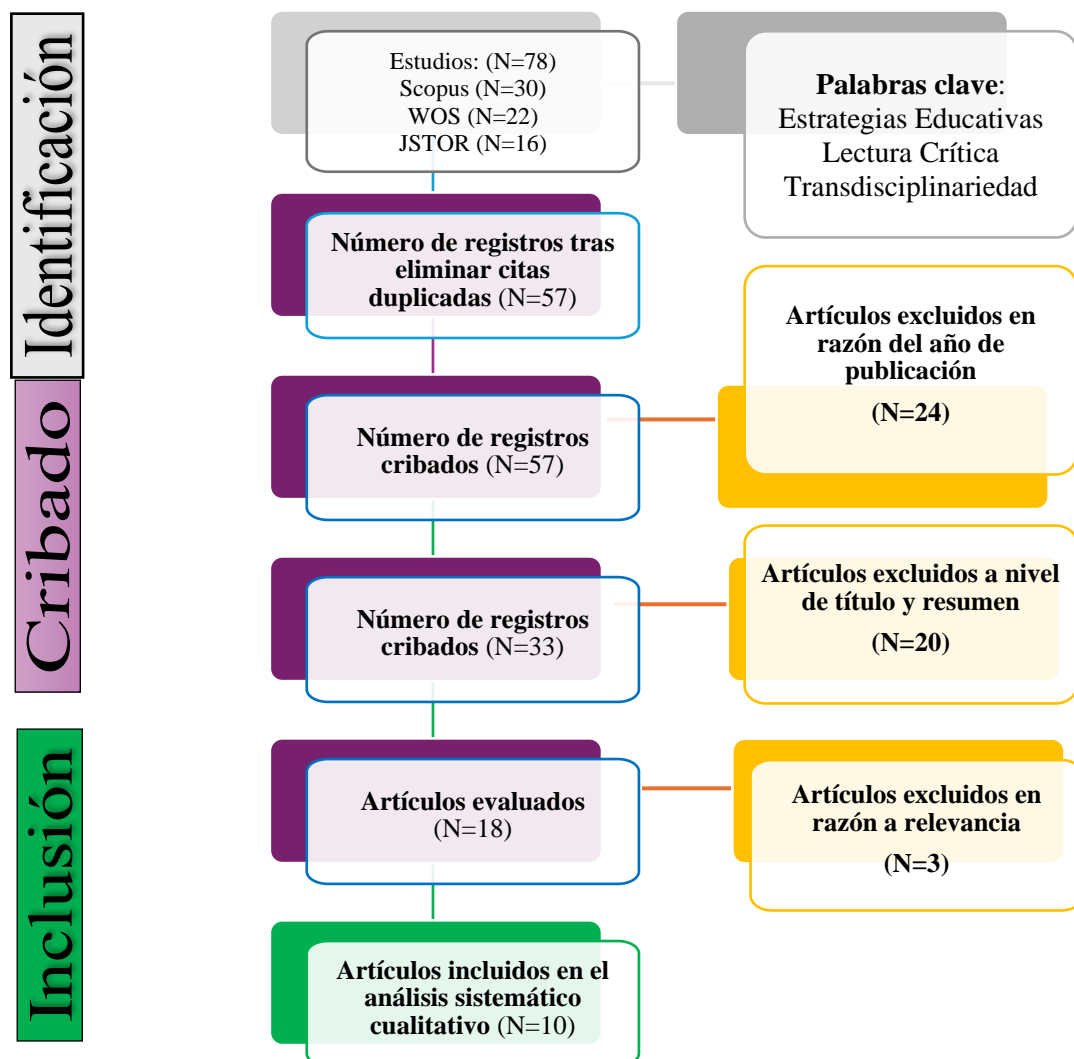 Identificación
Estudios: (N=78)
Scopus (N=30)
WOS (N=22)
JSTOR (N=16)
Palabras clave:
Estrategias Educativas
Lectura Crítica
Transdisciplinariedad
Número de registros tras
eliminar citas
duplicadas (N=57)
Cribado
Número de registros
cribados (N=57)
Artículos excluidos en
razón del año de
publicación
(N=24)
Número de registros
cribados (N=33)
Artículos excluidos a nivel
de título y resumen
(N=20)
Inclusión
Artículos evaluados
(N=18)
Artículos excluidos en
razón a relevancia
(N=3)
Artículos incluidos en el
análisis sistemático
cualitativo (N=10)